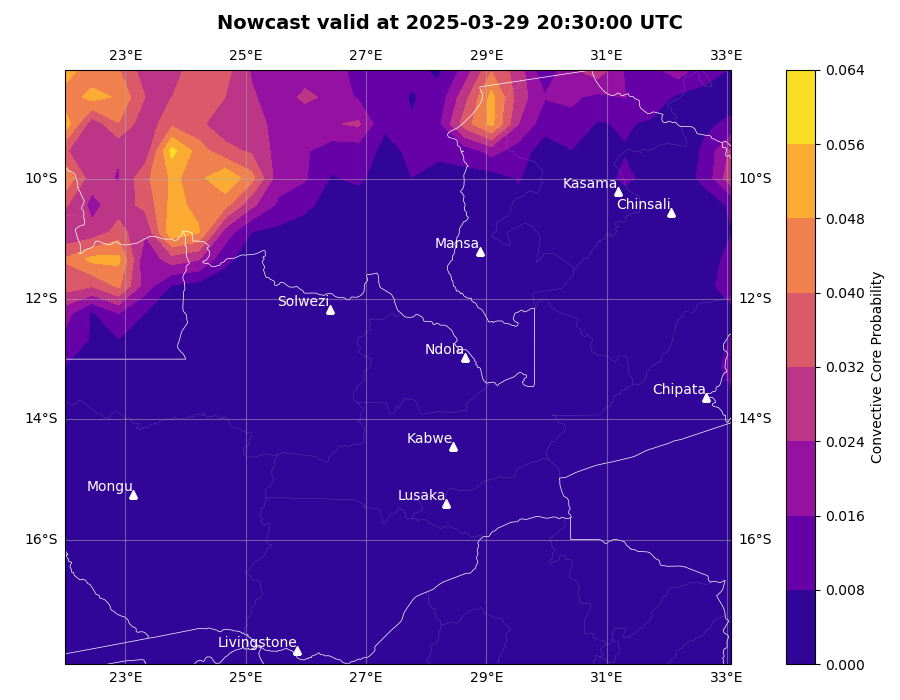 Nowcast valid at 2025-03-29 20:30:00 UTC
23°E 25°E 27°E 29°E 31°E 33°E
0.064
0.056
10°S Kasama 10°S
Chinsali
0.048
Mansa
0.040
12°S Solwezi 12°S
Ndola
0.032
Chipata
14°S 14°S
Kabwe
0.024
Mongu
Lusaka
0.016
16°S 16°S
0.008
Livingstone
0.000
23°E 25°E 27°E 29°E 31°E 33°E
Convective Core Probability